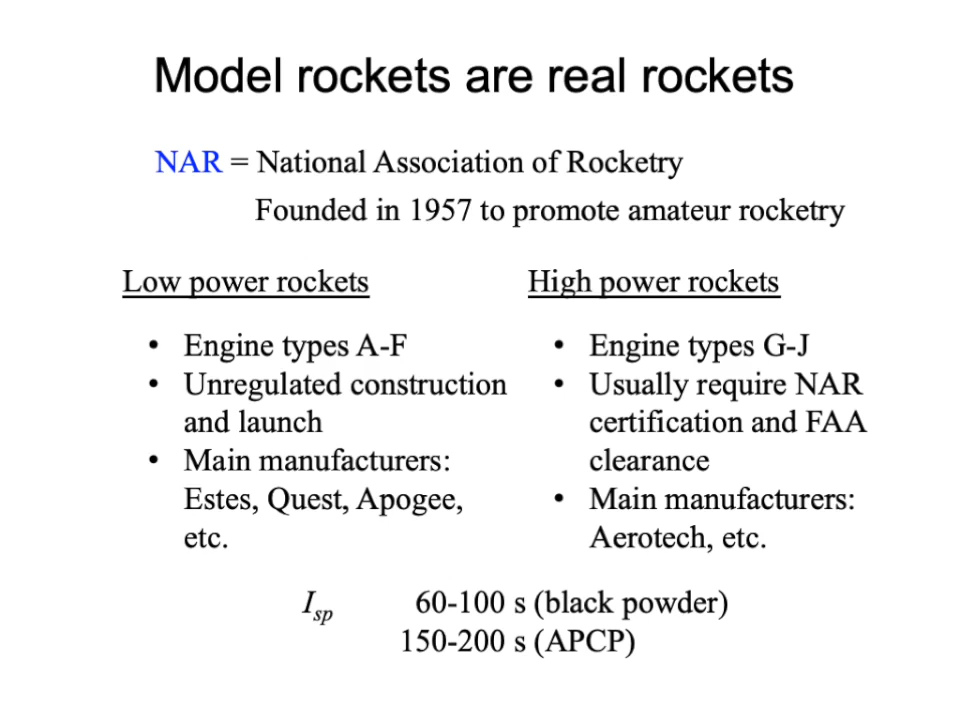 Model rockets are real rockets
NAR = National Association of Rocketry
Founded in 1957 to promote amateur rocketry
Low power rockets
• Engine types A-F
• Unregulated construction
and launch
• Main manufacturers:
Estes, Quest, Apogee,
etc.
High power rockets
• Engine types G-J
• Usually require NAR
certification and FAA
clearance
• Main manufacturers:
Aerotech, etc.
Isp 60-100 s (black powder)
150-200 s (APCP)